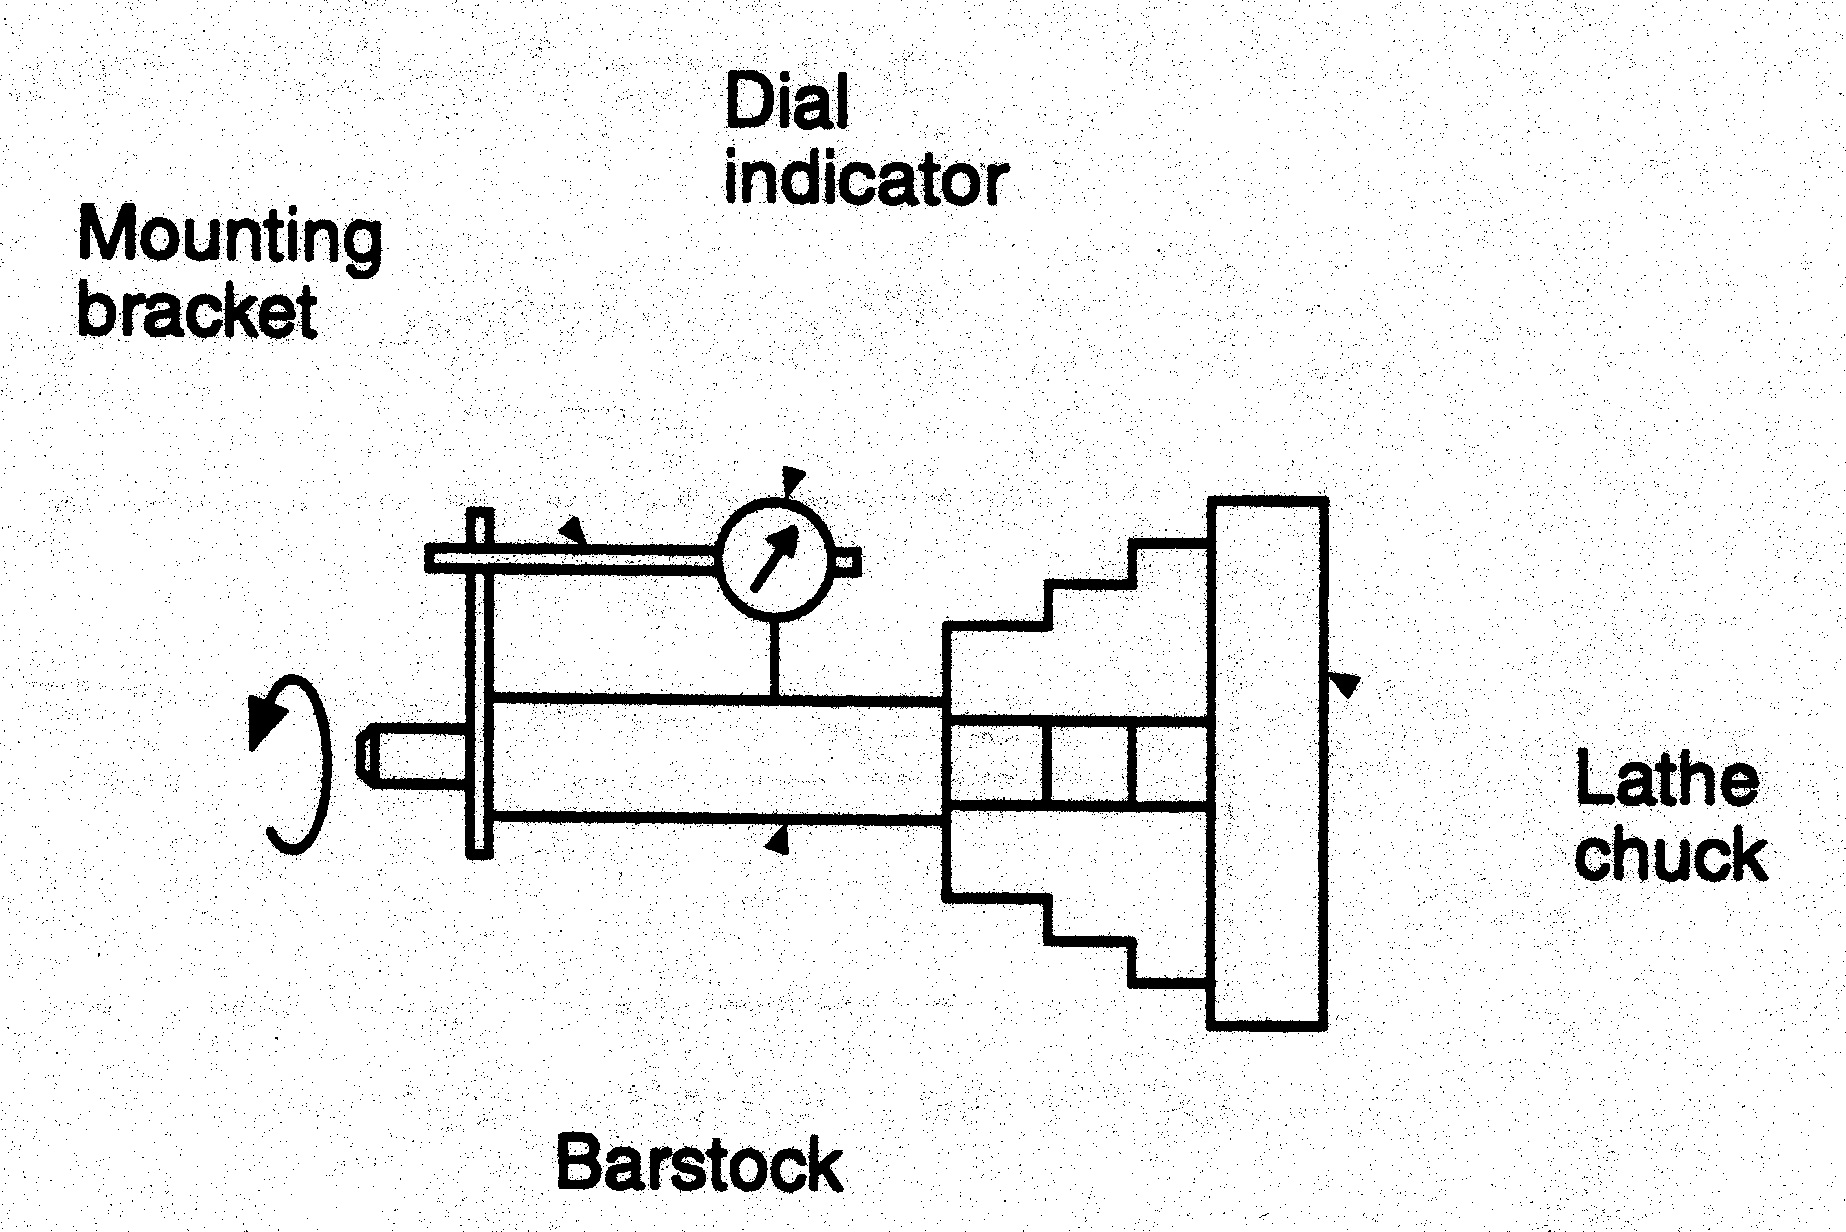 Dial
indicator
Mounting
bracket
Lathe
chuck
Barstock